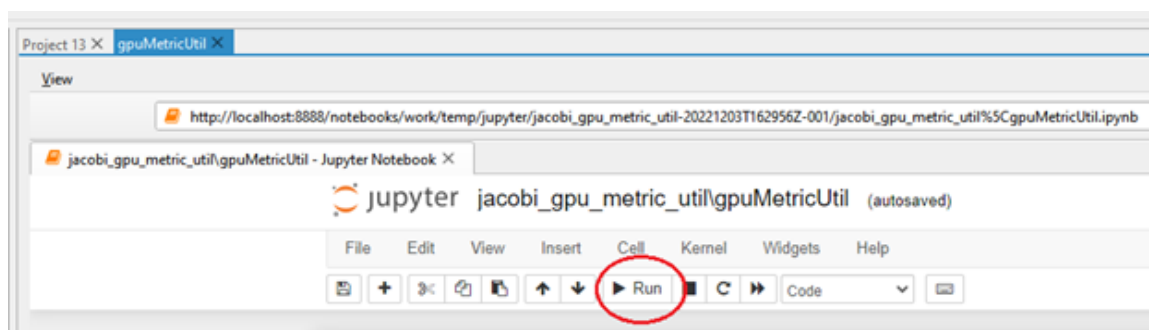 Project 13 gpuMetricUtil
View
http://localhost:8888/notebooks/work/temp/jupyter/jacobi_gpu_metric_util-20221203T162956Z-001/jacobi_gpu_metric_util%5CgpuMetricUtil.ipynb
jacobi_gpu_metric_util\gpuMetricUtil - Jupyter Notebook
jupyter jacobi_gpu_metric_util\gpuMetricUtil (autosaved)
File Edit View Insert Cell Kernel Widgets Help
Run Code